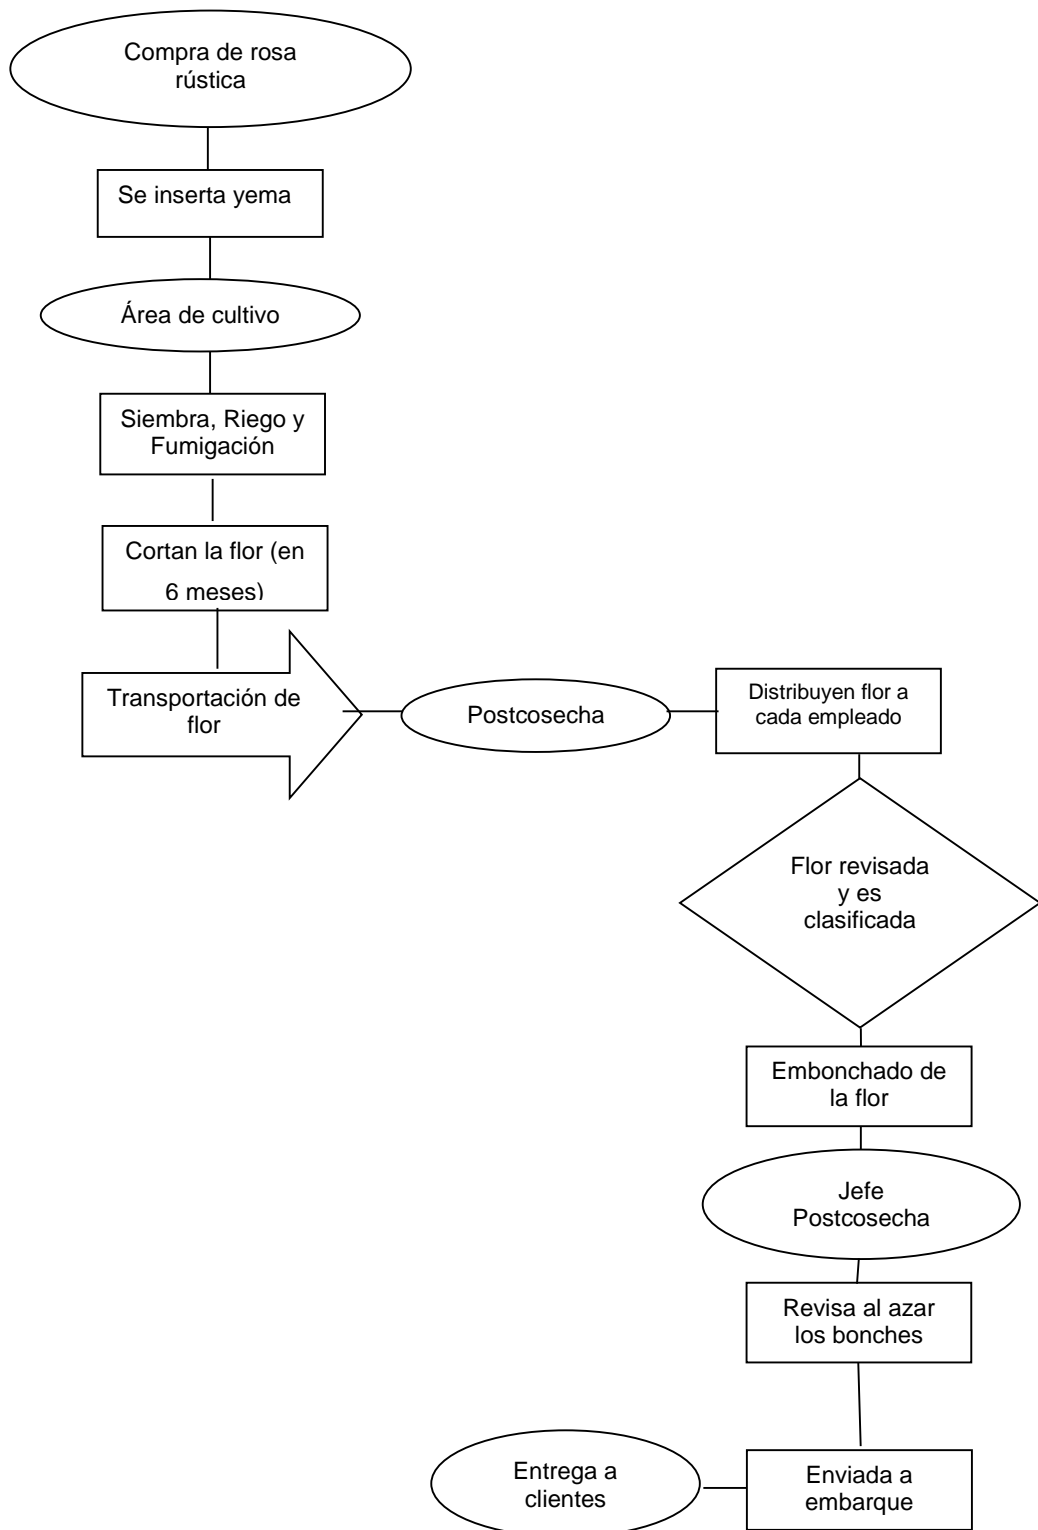 Compra de rosa
rústica
Se inserta yema
Área de cultivo
Siembra, Riego y
Fumigación
Cortan la flor (en
6 meses)
Transportación de
flor
Postcosecha
Distribuyen flor a
cada empleado
Flor revisada
y es
clasificada
Embonchado de
la flor
Jefe
Postcosecha
Revisa al azar
los bonches
Enviada a
embarque
Entrega a
clientes